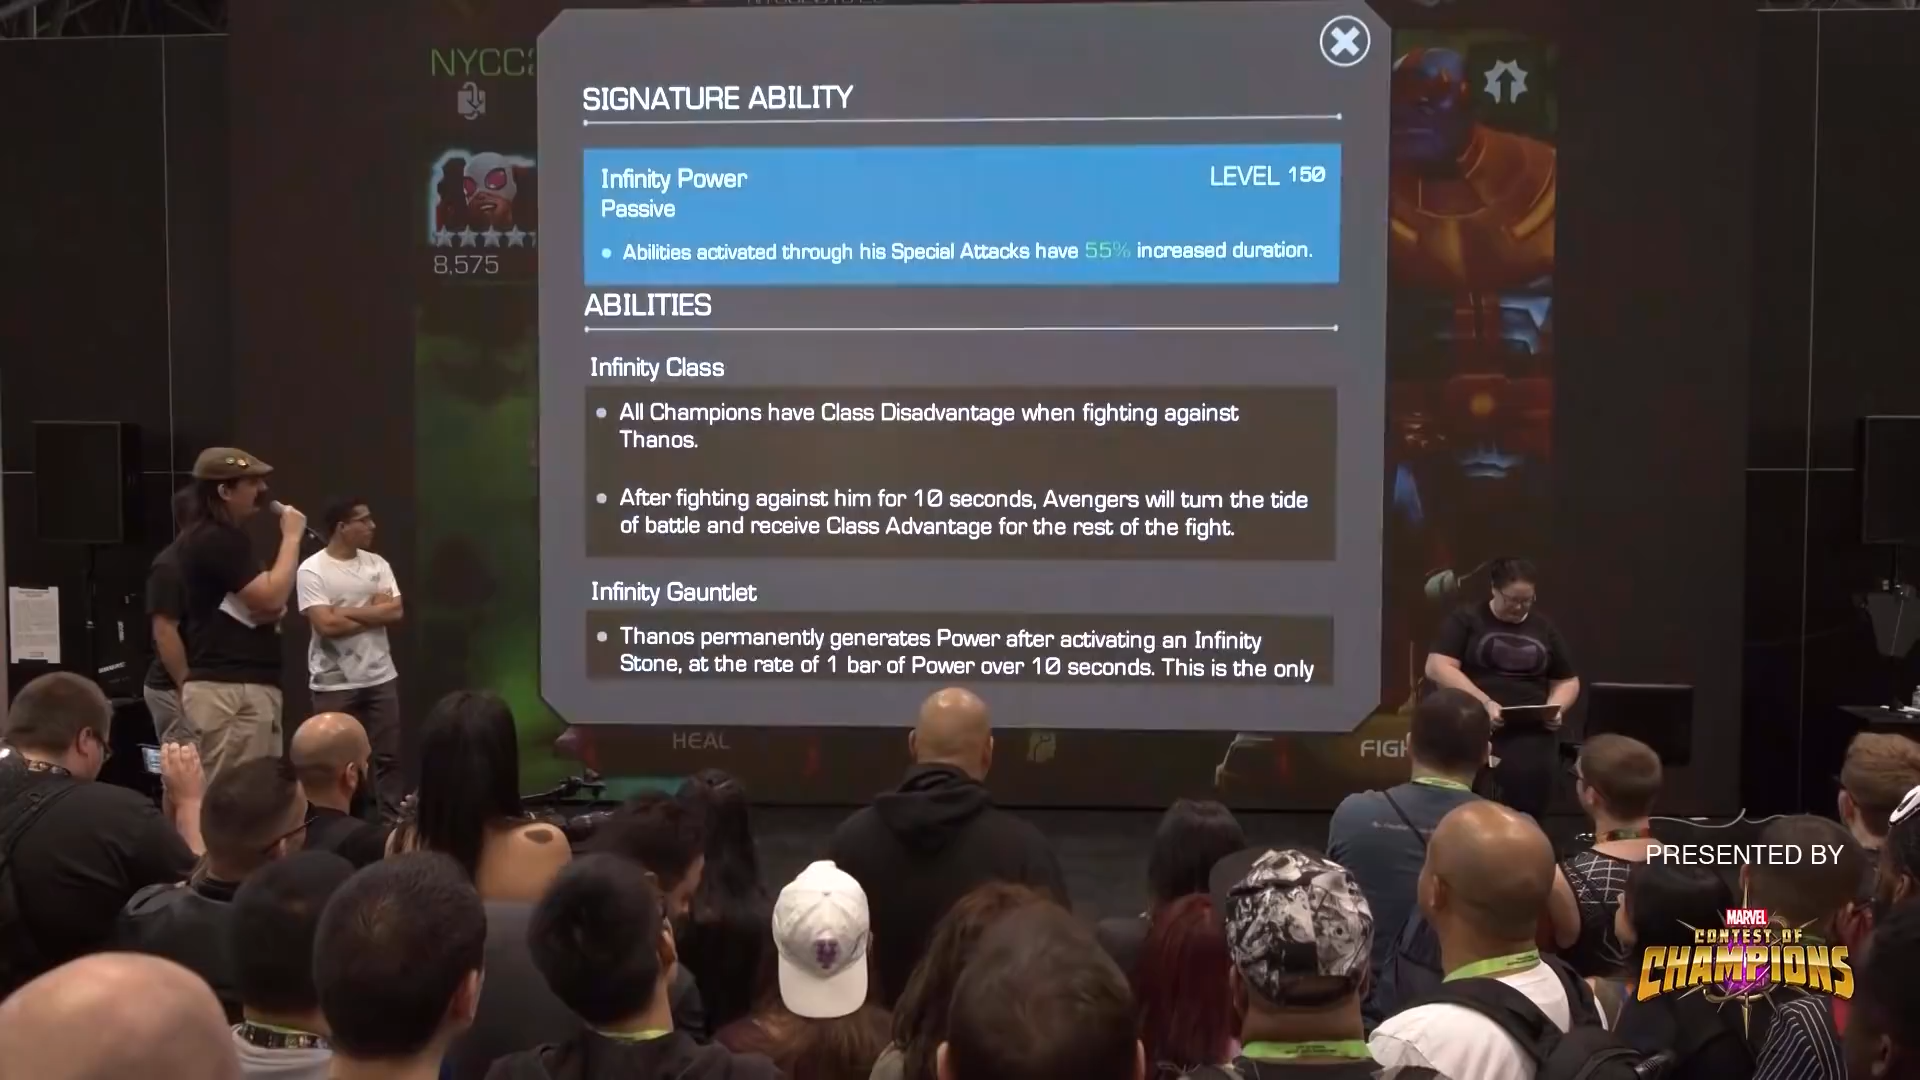 NYCC
SIGNATURE ABILITY
Infinity Power
LEVEL 150
Passive
• Abilities activated through his Special Attacks have 55% increased duration.
8,575
ABILITIES
Infinity Class
• All Champions have Class Disadvantage when fighting against
Thanos.
• After fighting against him for 10 seconds, Avengers will turn the tide
of battle and receive Class Advantage for the rest of the fight.
Infinity Gauntlet
• Thanos permanently generates Power after activating an Infinity
Stone, at the rate of 1 bar of Power over 10 seconds. This is the only
HEAL
FIGH
PRESENTED BY
MARVEL
CONTEST OF
CHAMPIONS